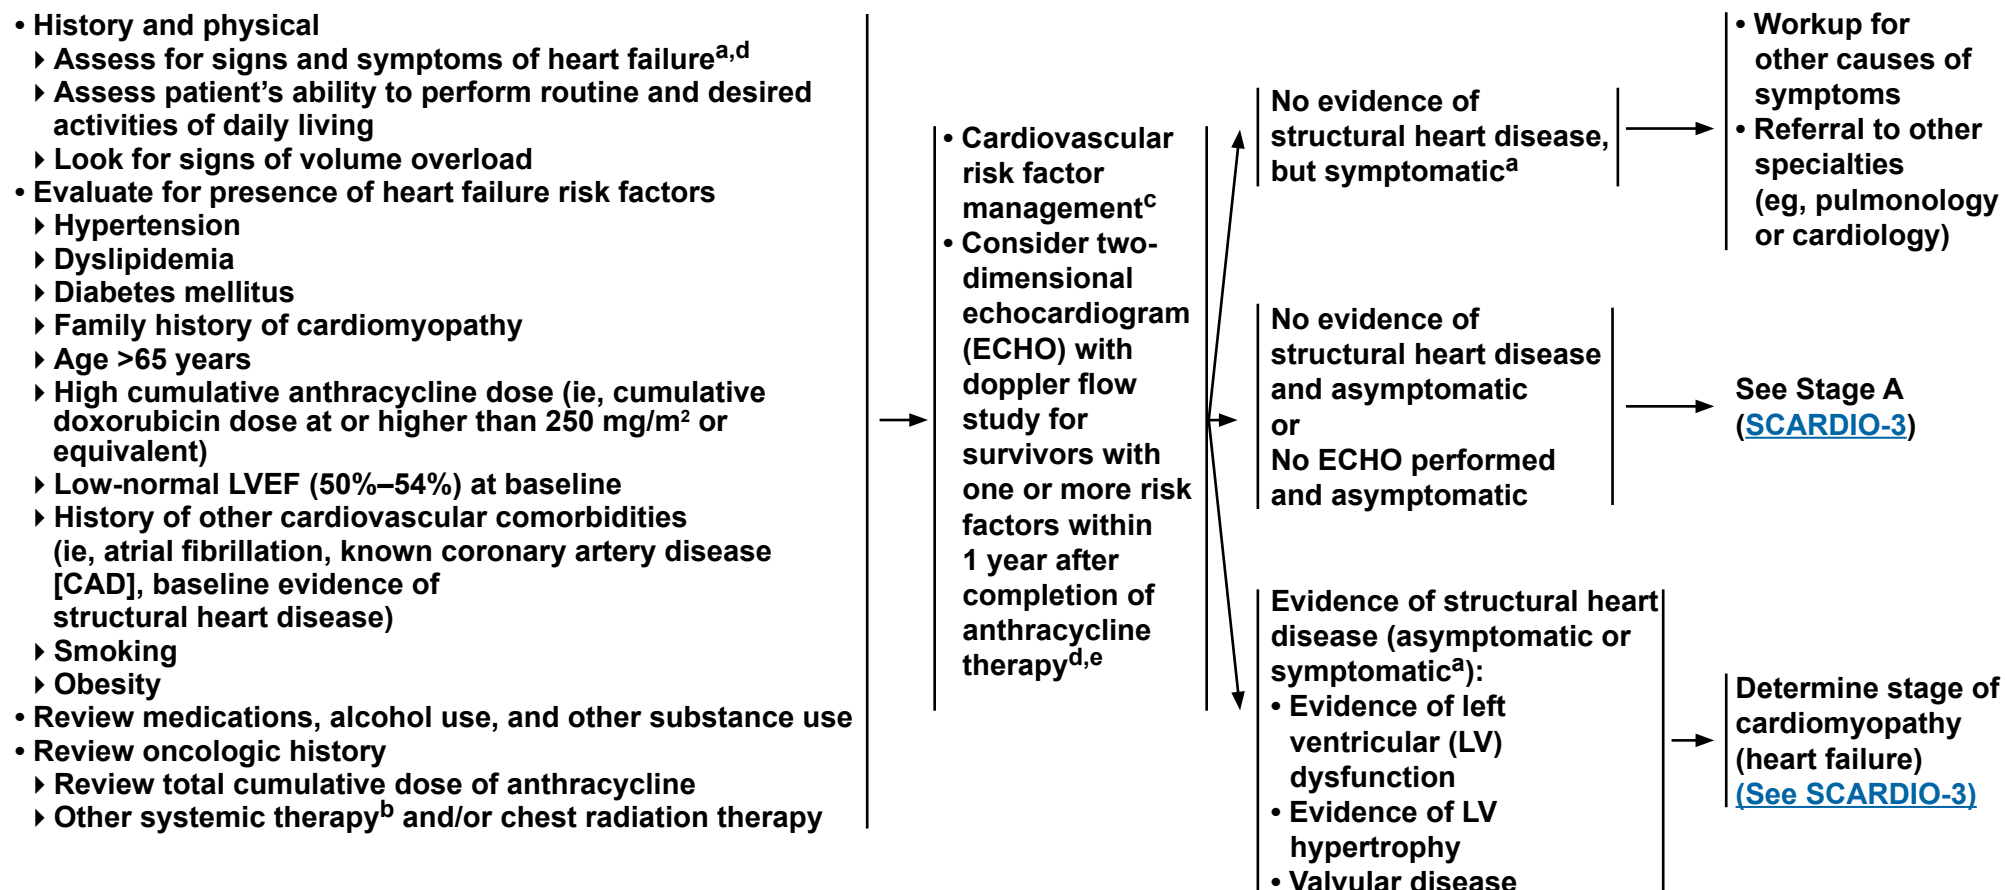 • History and physical
▸ Assess for signs and symptoms of heart failurea,d
▸ Assess patient’s ability to perform routine and desired
activities of daily living
▸ Look for signs of volume overload
• Evaluate for presence of heart failure risk factors
▸ Hypertension
▸ Dyslipidemia
▸ Diabetes mellitus
▸ Family history of cardiomyopathy
▸ Age >65 years
▸ High cumulative anthracycline dose (ie, cumulative
doxorubicin dose at or higher than 250 mg/m² or
equivalent)
▸ Low-normal LVEF (50%–54%) at baseline
▸ History of other cardiovascular comorbidities
(ie, atrial fibrillation, known coronary artery disease
[CAD], baseline evidence of
structural heart disease)
▸ Smoking
▸ Obesity
• Review medications, alcohol use, and other substance use
• Review oncologic history
▸ Review total cumulative dose of anthracycline
▸ Other systemic therapyb and/or chest radiation therapy
• Cardiovascular
risk factor
managementc
• Consider two-
dimensional
echocardiogram
(ECHO) with
doppler flow
study for
survivors with
one or more risk
factors within
1 year after
completion of
anthracycline
therapyd,e
No evidence of
structural heart disease,
but symptomatica
• Workup for
other causes of
symptoms
• Referral to other
specialties
(eg, pulmonology
or cardiology)
No evidence of
structural heart disease
and asymptomatic
or
No ECHO performed
and asymptomatic
See Stage A
(SCARDIO-3)
Evidence of structural heart
disease (asymptomatic or
symptomatica):
• Evidence of left
ventricular (LV)
dysfunction
• Evidence of LV
hypertrophy
• Valvular disease
Determine stage of
cardiomyopathy
(heart failure)
(See SCARDIO-3)